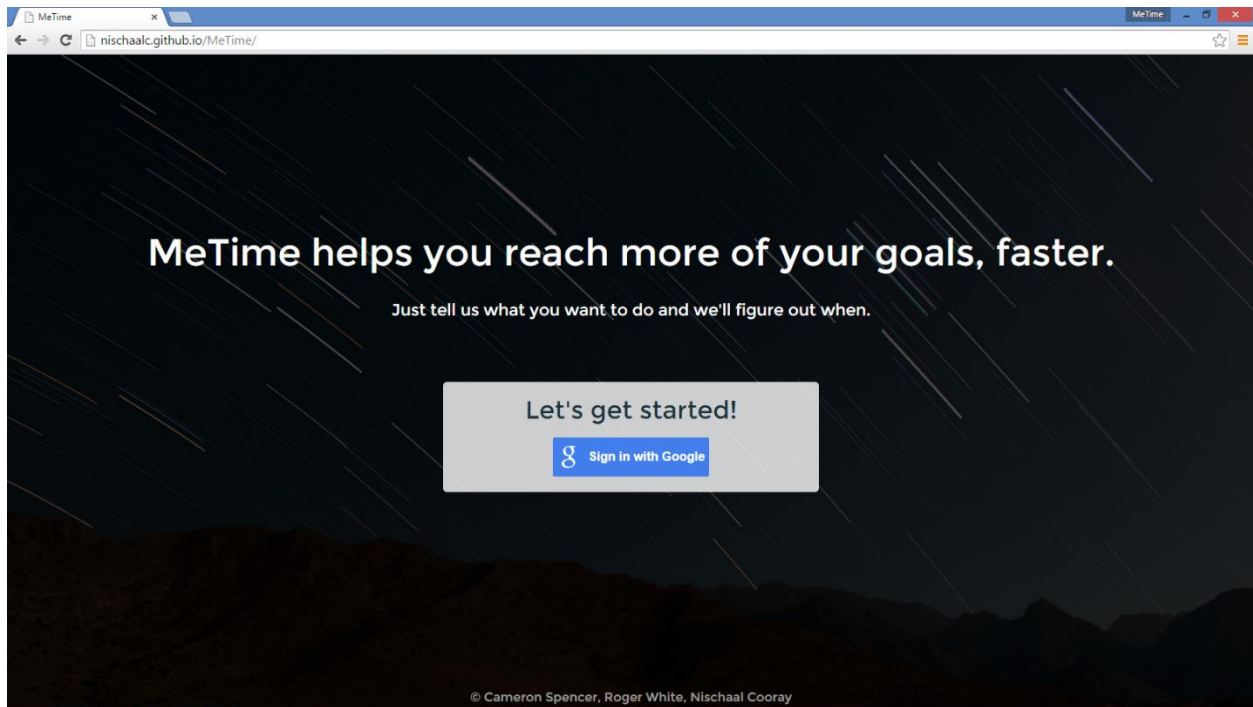 MeTime
MeTime
nischaalc.github.io/MeTime/
MeTime helps you reach more of your goals, faster.
Just tell us what you want to do and we'll figure out when.
Let's get started!
g Sign in with Google
© Cameron Spencer, Roger White, Nischaal Cooray